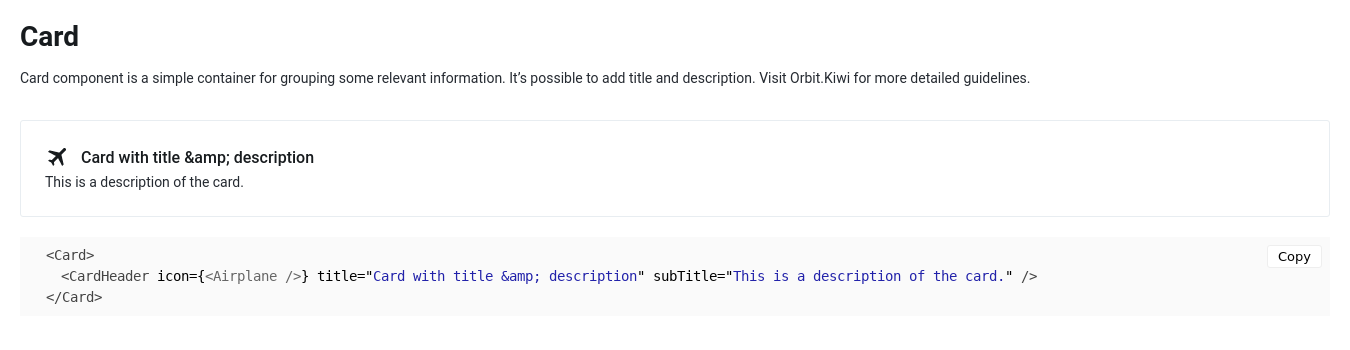 Card
Card component is a simple container for grouping some relevant information. It’s possible to add title and description. Visit Orbit.Kiwi for more detailed guidelines.
Card with title &amp; description
This is a description of the card.
Copy
<Card>
<CardHeader icon={<Airplane />} title="Card with title &amp; description" subTitle="This is a description of the card." />
</Card>